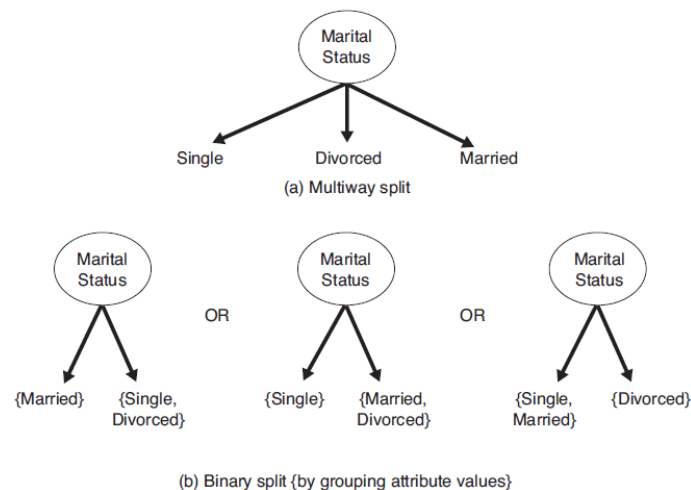 Marital
Status
Single Divorced Married
(a) Multiway split
Marital
Status
OR
Marital
Status
OR
Marital
Status
{Married}
{Single,
Divorced}
{Single}
{Married,
Divorced}
{Single,
Married}
{Divorced}
(b) Binary split {by grouping attribute values}